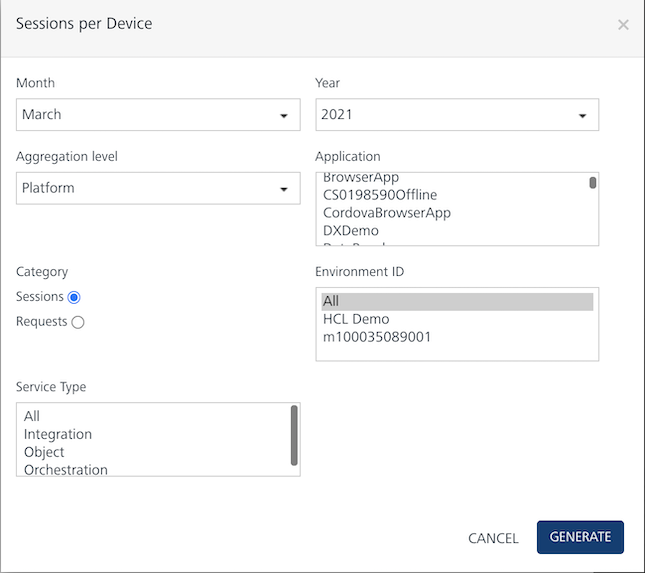 Sessions per Device
Month
Year
March
2021
Aggregation level
Application
Platform
BrowserApp
CS0198590Offline
CordovaBrowserApp
DXDemo
Category
Environment ID
Sessions
All
Requests
HCL Demo
m100035089001
Service Type
All
Integration
Object
Orchestration
CANCEL
GENERATE